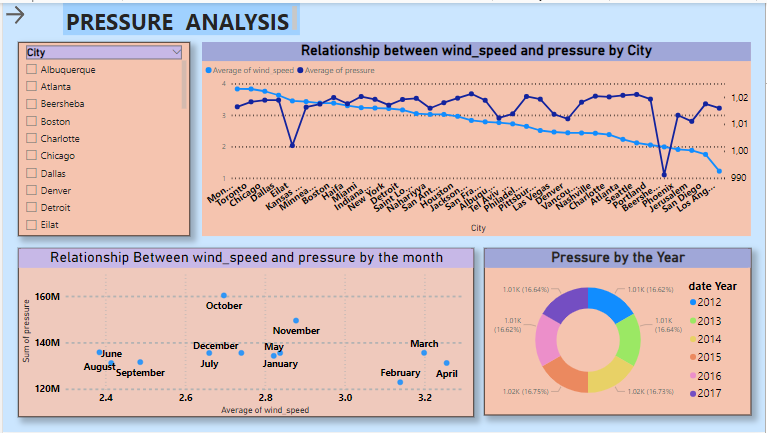 PRESSURE ANALYSIS
City
Albuquerque
Atlanta
Beersheba
Boston
Charlotte
Chicago
Dallas
Denver
Detroit
Eilat
Relationship between wind_speed and pressure by City
Average of wind_speed Average of pressure
4
3
2
1
1,02
1,01
1,00
990
Mon... Toronto Chicago Dallas Eilat Kansas ... Minnea... Boston Haifa Miami Indiana... New York Detroit Saint Lo... Nahariyya San Ant... Houston Jackson... San Fra... Albuqu... Tel Aviv ... Philadel... Pittsbur... Las Vegas Denver Vancou... Nashville Charlotte Atlanta Seattle Portland Beershe... Phoenix Jerusalem San Diego Los Ang...
City
Relationship Between wind_speed and pressure by the month
Sum of pressure
160M
140M
120M
October
November
December
May
March
June
July
January
August
September
February
April
2.4 2.6 2.8 3.0 3.2
Average of wind_speed
Pressure by the Year
1.01K (16.64%)
1.01K (16.62%)
1.01K
(16.62%)
1.01K
(16.64%)
1.02K (16.73%)
1.02K (16.73%)
date Year
2012
2013
2014
2015
2016
2017